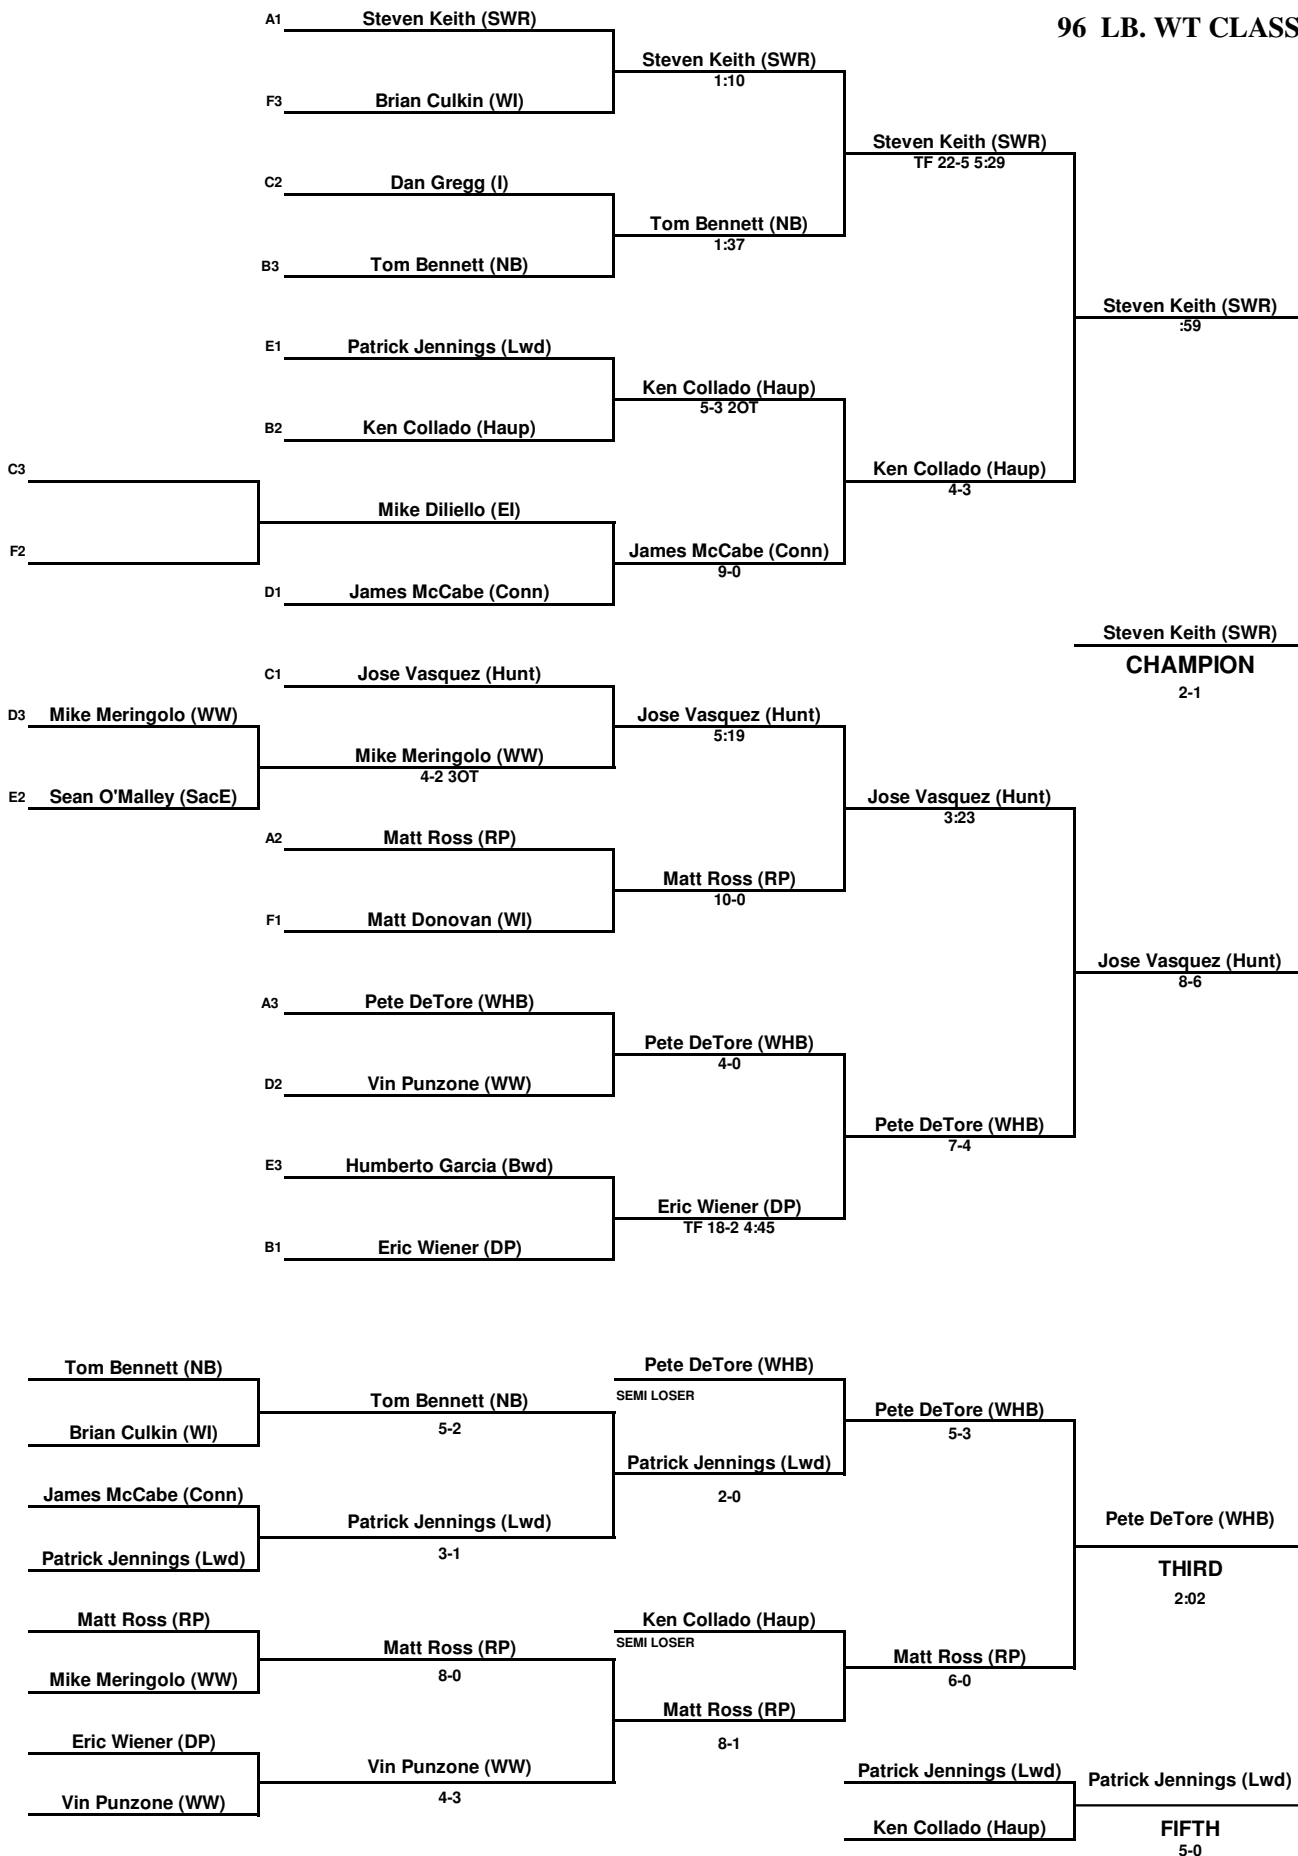 A1 Steven Keith (SWR)
96 LB. WT CLASS
Steven Keith (SWR)
1:10
F3 Brian Culkin (WI)
Steven Keith (SWR)
TF 22-5 5:29
C2 Dan Gregg (I)
Tom Bennett (NB)
1:37
B3 Tom Bennett (NB)
Steven Keith (SWR)
:59
E1 Patrick Jennings (Lwd)
Ken Collado (Haup)
5-3 2OT
B2 Ken Collado (Haup)
C3
Ken Collado (Haup)
4-3
Mike Diliello (EI)
F2
James McCabe (Conn)
9-0
D1 James McCabe (Conn)
Steven Keith (SWR)
CHAMPION
2-1
C1 Jose Vasquez (Hunt)
D3 Mike Meringolo (WW)
Jose Vasquez (Hunt)
5:19
Mike Meringolo (WW)
4-2 3OT
E2 Sean O'Malley (SacE)
Jose Vasquez (Hunt)
3:23
A2 Matt Ross (RP)
Matt Ross (RP)
10-0
F1 Matt Donovan (WI)
Jose Vasquez (Hunt)
8-6
A3 Pete DeTore (WHB)
Pete DeTore (WHB)
4-0
D2 Vin Punzone (WW)
Pete DeTore (WHB)
7-4
E3 Humberto Garcia (Bwd)
Eric Wiener (DP)
TF 18-2 4:45
B1 Eric Wiener (DP)
Tom Bennett (NB)
Pete DeTore (WHB)
SEMI LOSER
Tom Bennett (NB)
5-2
Pete DeTore (WHB)
5-3
Brian Culkin (WI)
Patrick Jennings (Lwd)
2-0
James McCabe (Conn)
Patrick Jennings (Lwd)
3-1
Pete DeTore (WHB)
THIRD
2:02
Patrick Jennings (Lwd)
Matt Ross (RP)
Ken Collado (Haup)
SEMI LOSER
Matt Ross (RP)
8-0
Matt Ross (RP)
6-0
Mike Meringolo (WW)
Matt Ross (RP)
8-1
Eric Wiener (DP)
Vin Punzone (WW)
4-3
Patrick Jennings (Lwd)
Patrick Jennings (Lwd)
Vin Punzone (WW)
Ken Collado (Haup)
FIFTH
5-0